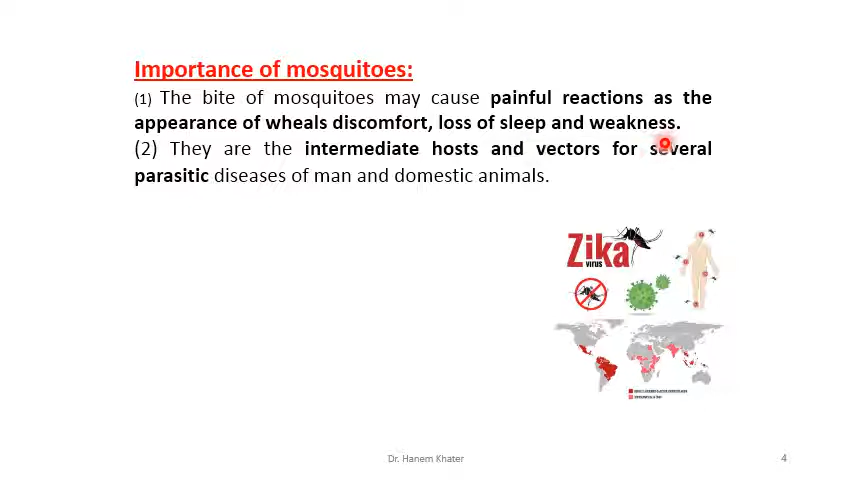 Importance of mosquitoes:
(1) The bite of mosquitoes may cause painful reactions as the
appearance of wheals discomfort, loss of sleep and weakness.
(2) They are the intermediate hosts and vectors for several
parasitic diseases of man and domestic animals.
Zika
VIRUS
Dr. Hanem Khater
4